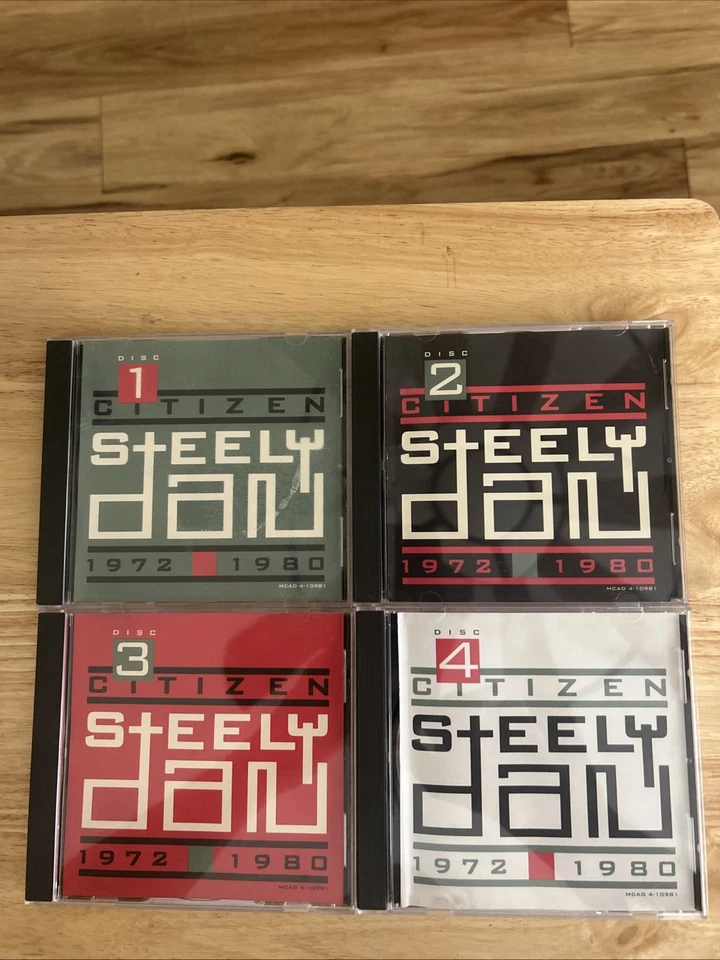 DISC
1
CITIZEN
STEELY
dan
1972 1980
MCAD 4-10981
DISC
2
CITIZEN
STEELY
dan
1972 1980
MCAD 4-10981
DISC
3
CITIZEN
STEELY
dan
1972 1980
MCAD 4-10981
DISC
4
CITIZEN
STEELY
dan
1972 1980
MCAD 4-10981